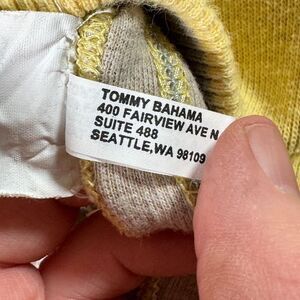 TOMMY BAHAMA
400 FAIRVIEW AVE N
SUITE 488
SEATTLE,WA 98109